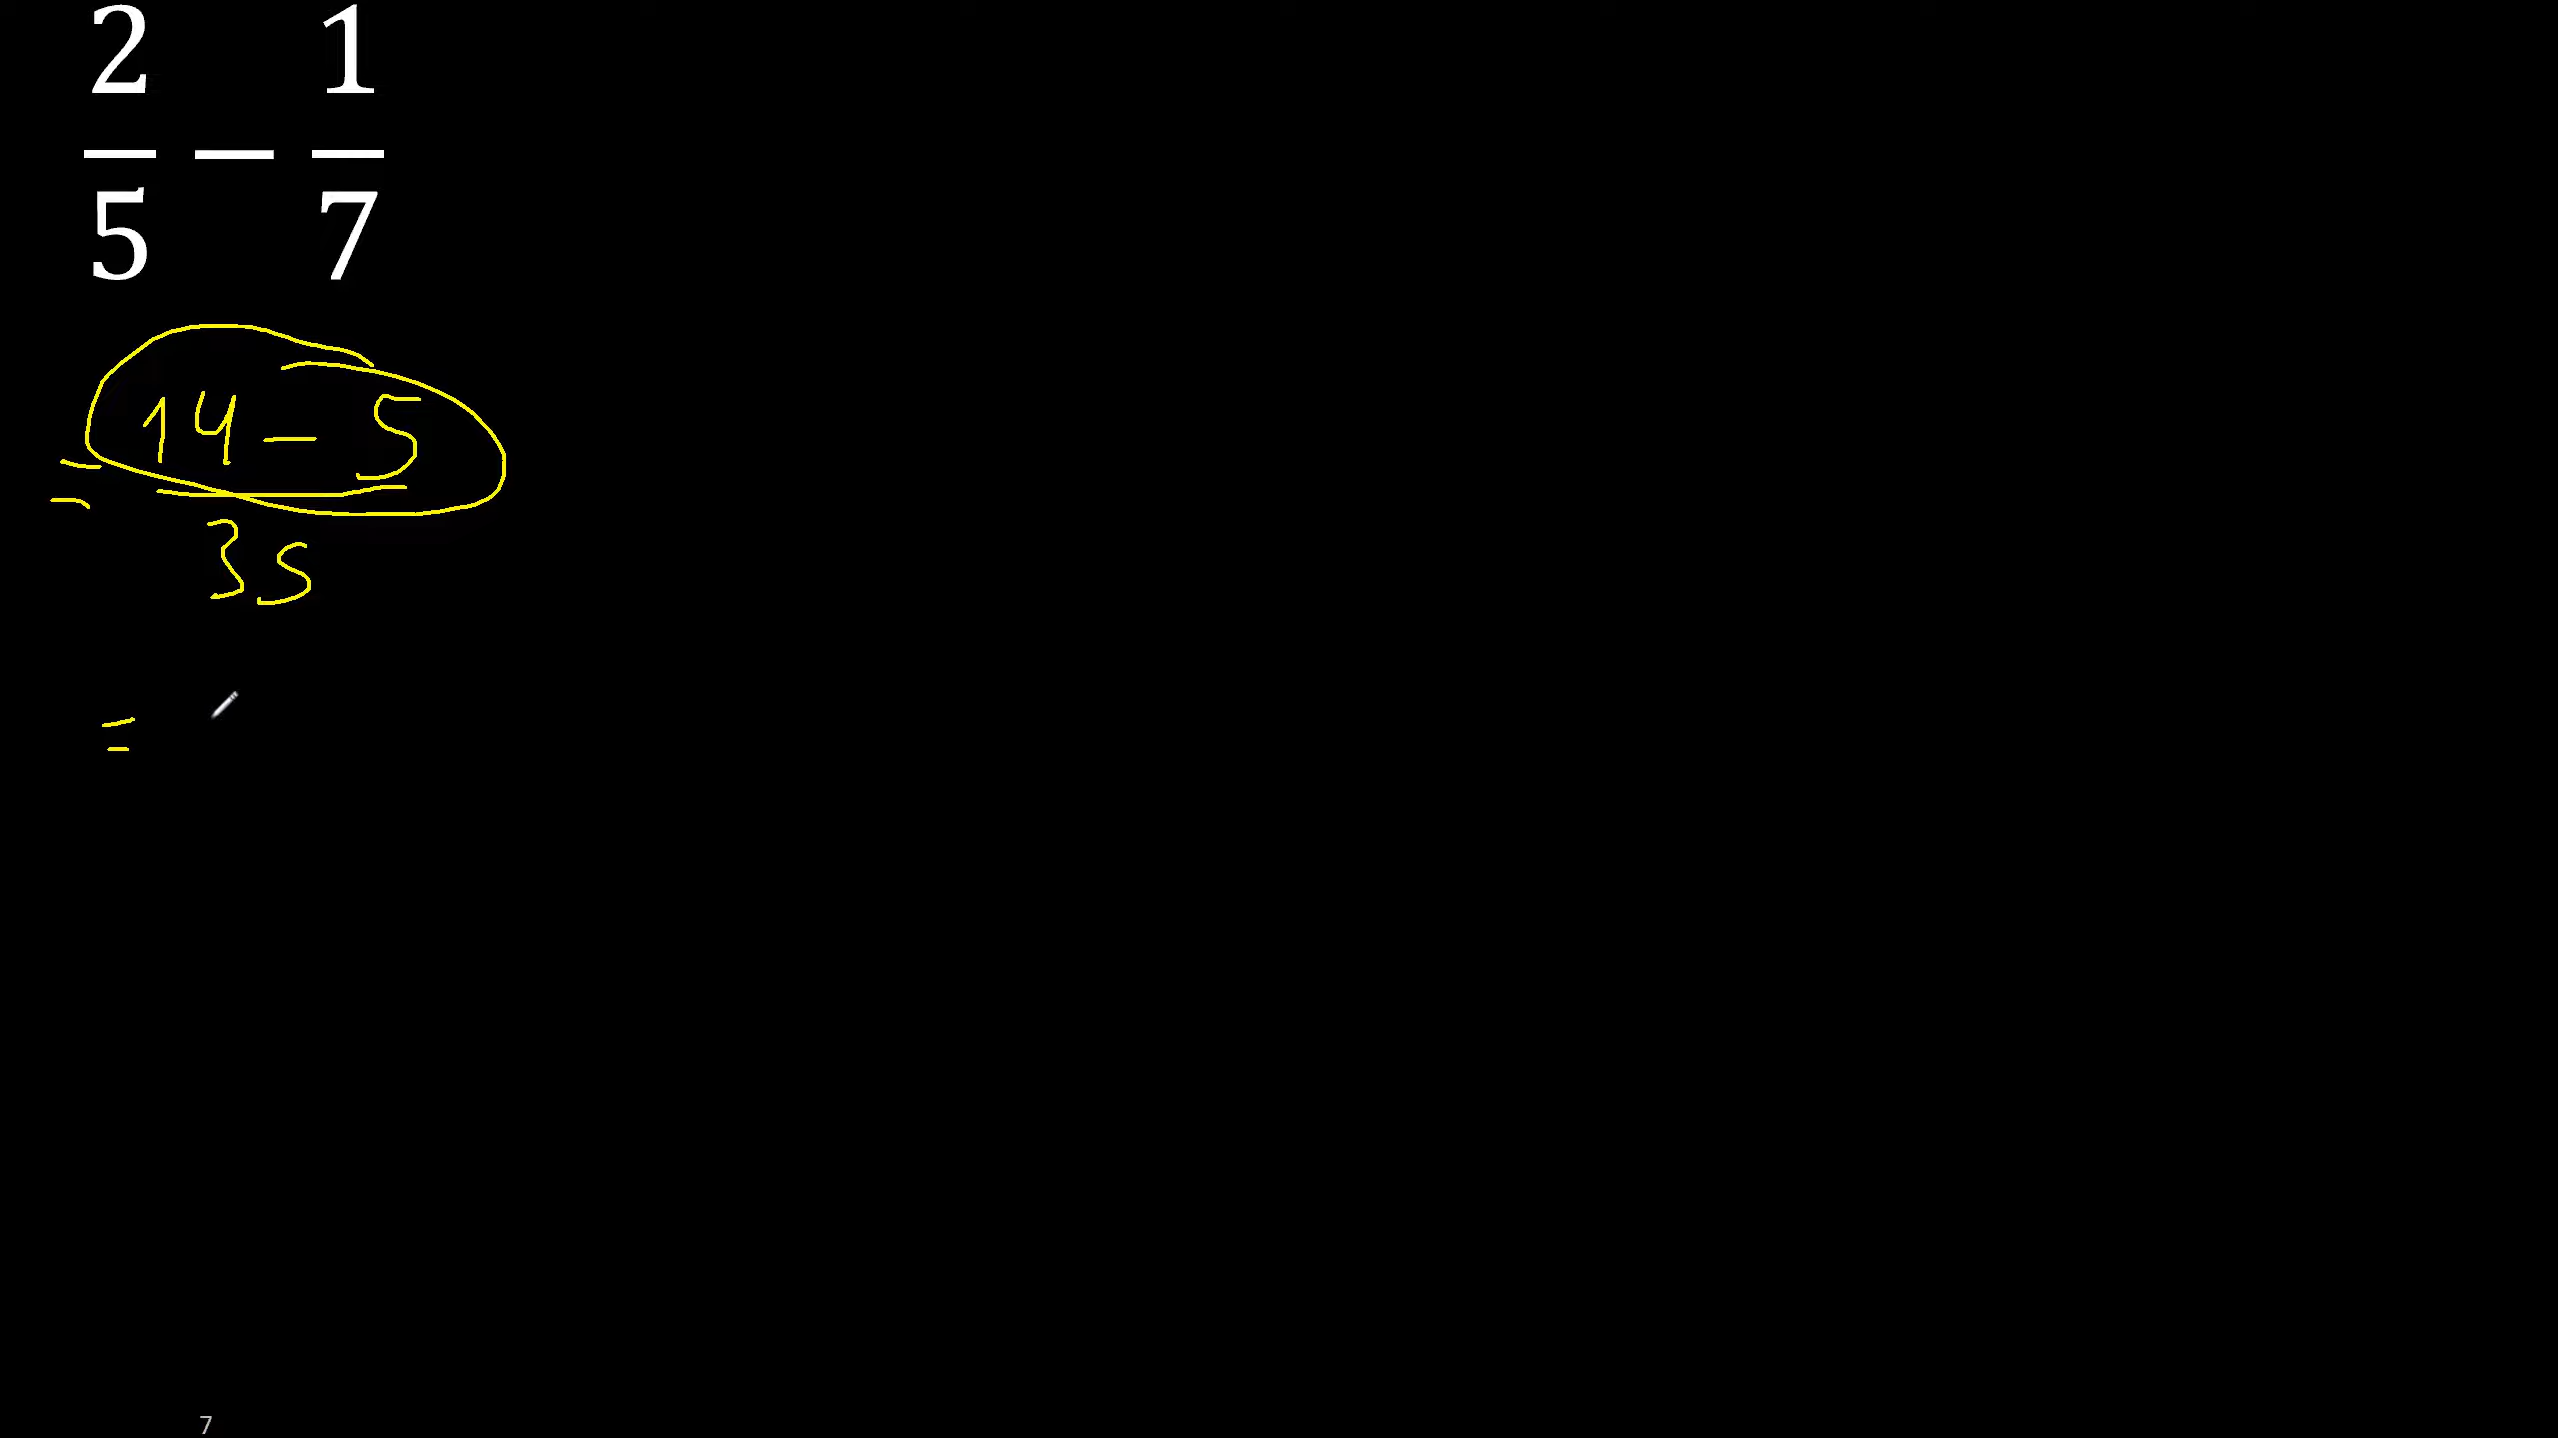 2/5 − 1/7
= 14 − 5 / 35
=
7